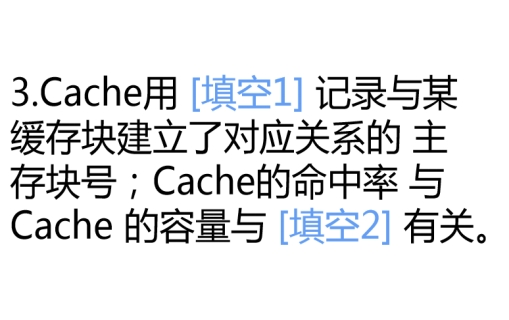 3.Cache用 [填空1] 记录与某
缓存块建立了对应关系的 主
存块号；Cache的命中率 与
Cache 的容量与 [填空2] 有关。